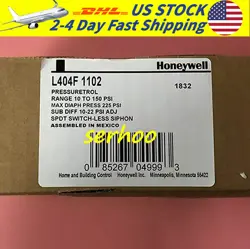 DHL
US STOCK
2-4 Day Fast Shipping
Honeywell
L404F 1102
1832
PRESSURETROL
RANGE 10 TO 150 PSI
MAX DIAPH PRESS 225 PSI
SUB DIFF 10-22 PSI ADJ
SPDT SWITCH-LESS SIPHON
ASSEMBLED IN MEXICO
serhoo
0 85267 04999 3
Home and Building Control Honeywell Inc. Minneapolis, Minnesota 55422